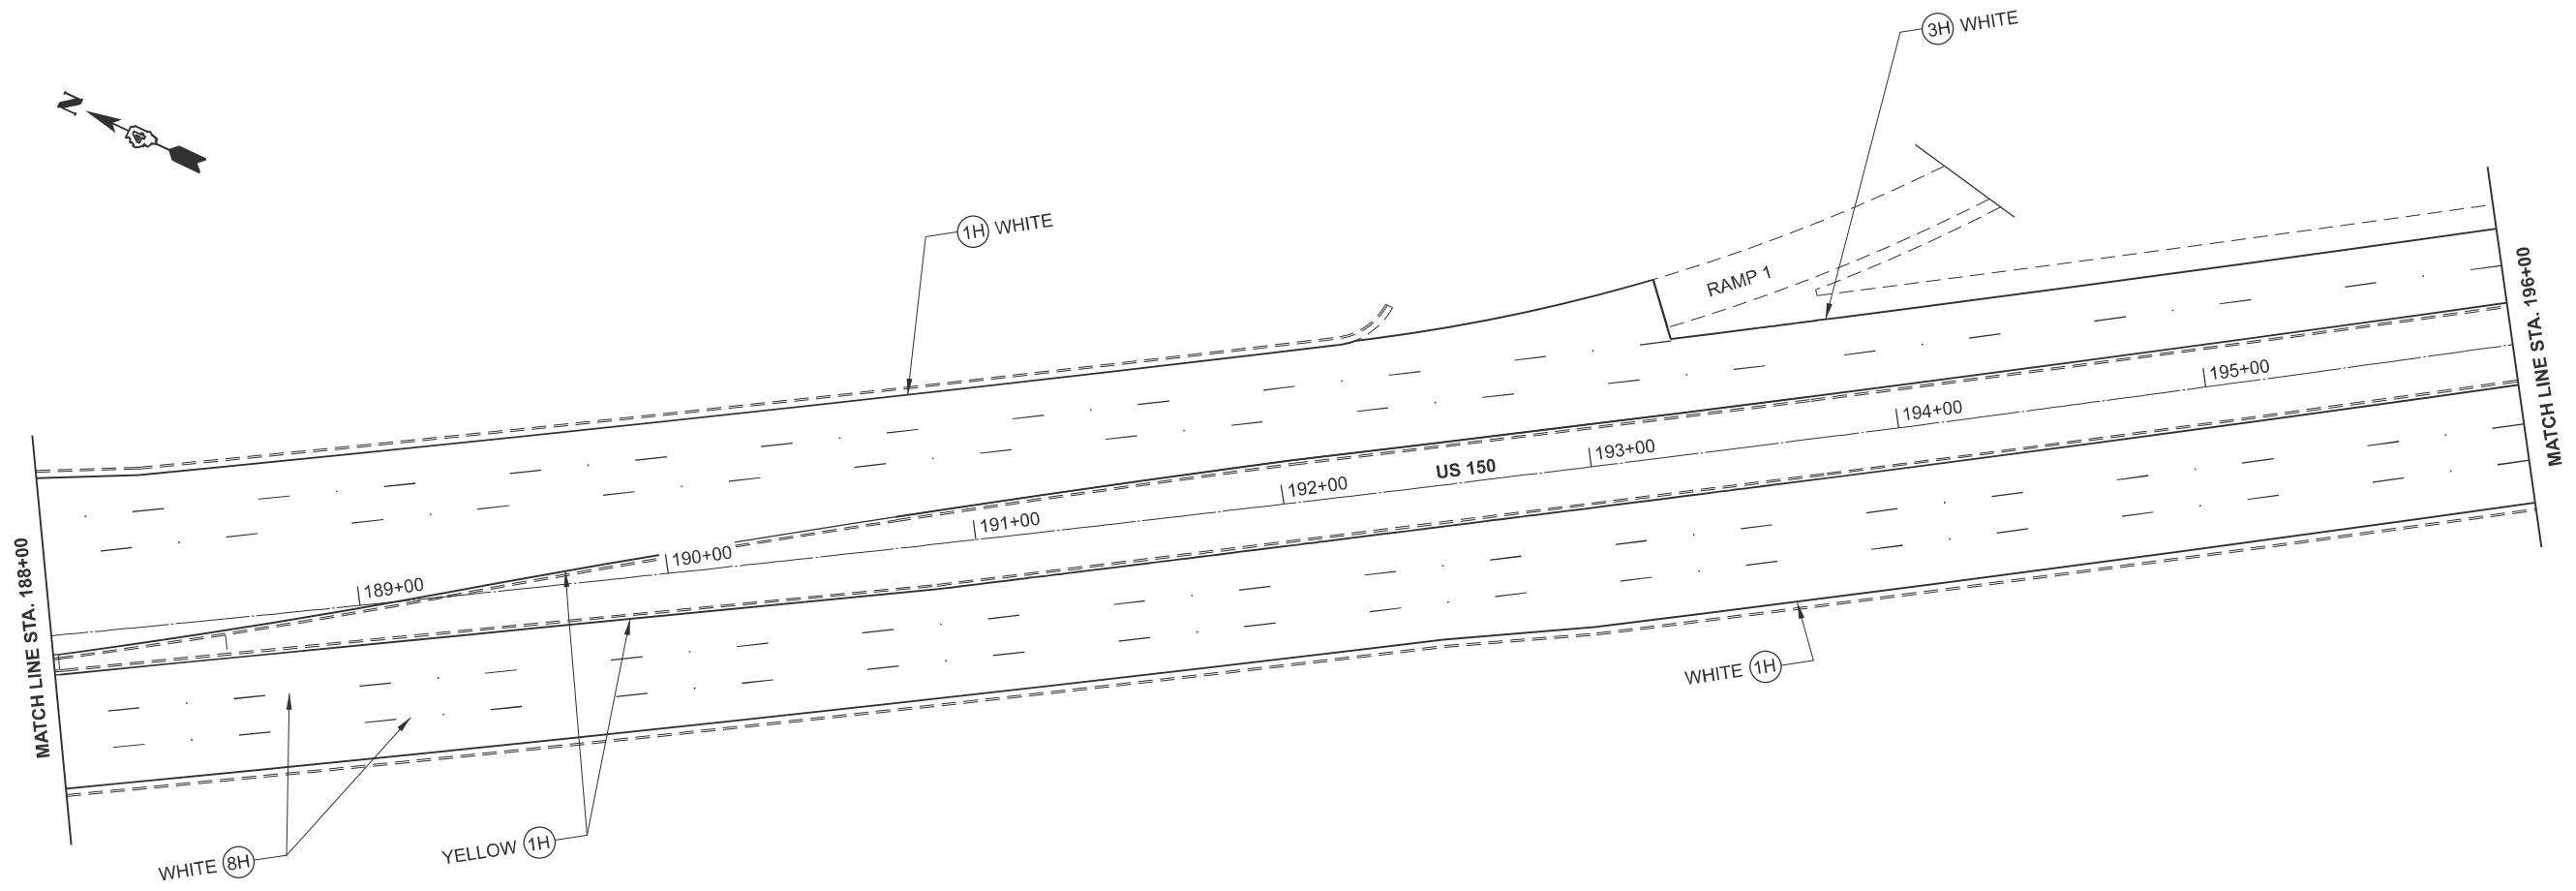 3H WHITE
N
1H WHITE
RAMP 1
MATCH LINE STA. 196+00
195+00
194+00
193+00
US 150
192+00
191+00
190+00
189+00
MATCH LINE STA. 188+00
WHITE 1H
YELLOW 1H
WHITE 8H